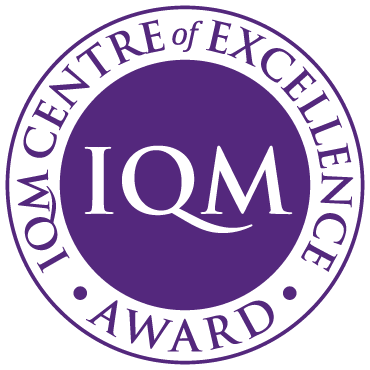 IQM CENTRE of EXCELLENCE
IQM
• AWARD •